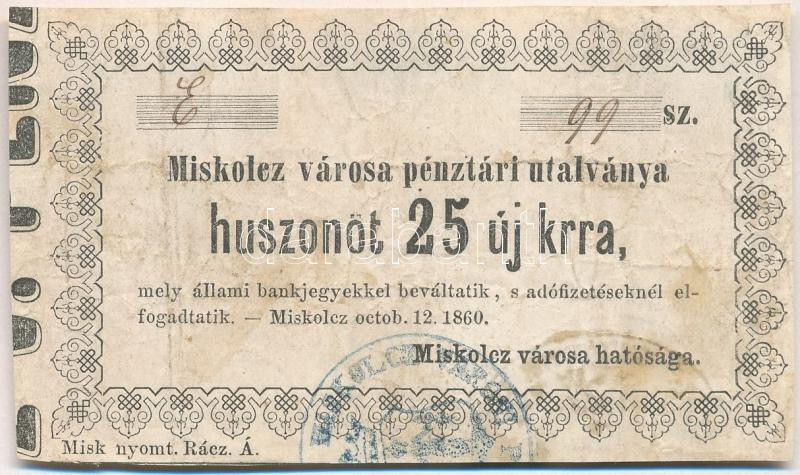 E 99 sz.
Miskolcz városa pénztári utalványa
huszonöt 25 új krra,
mely állami bankjegyekkel beváltatik, s adófizetéseknél el-
fogadtatik. — Miskolcz octob. 12. 1860.
Miskolcz városa hatósága.
Misk nyomt. Rácz. Á.